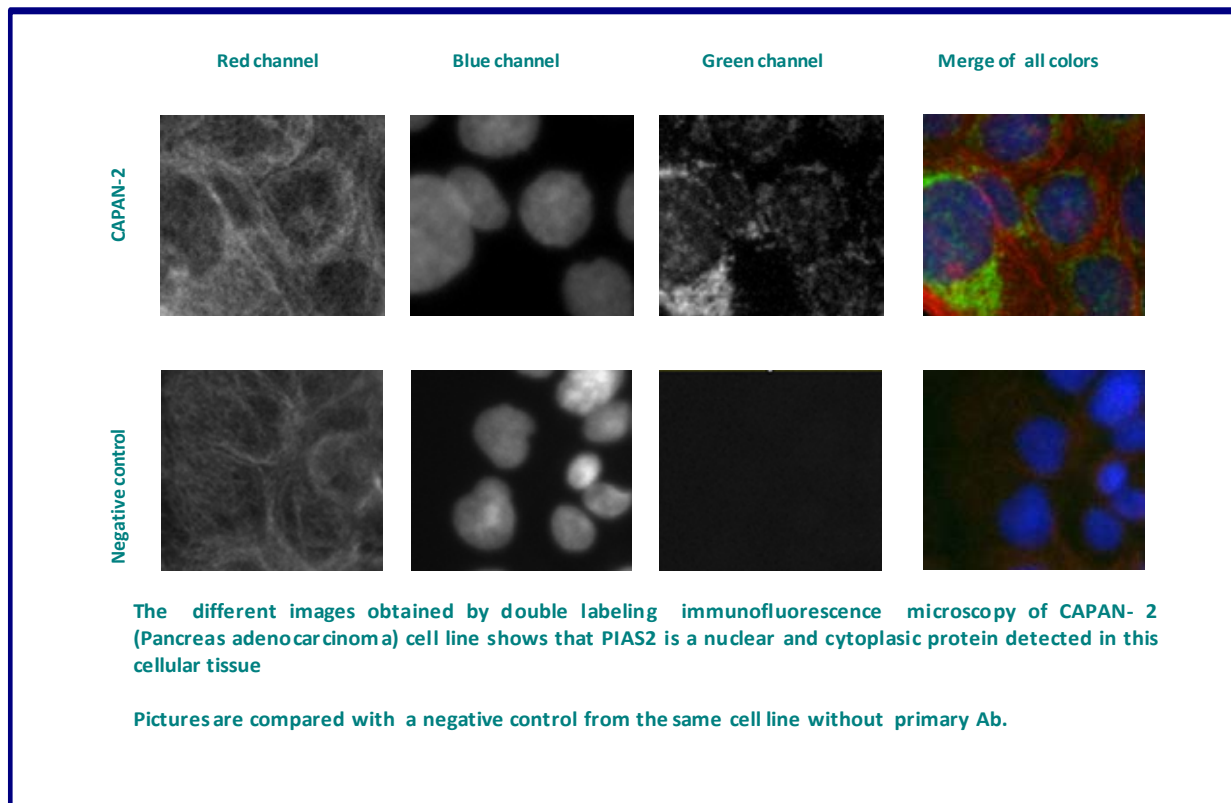 Red channel Blue channel Green channel Merge of all colors
CAPAN-2
Negative control
The different images obtained by double labeling immunofluorescence microscopy of CAPAN- 2
(Pancreas adenocarcinoma) cell line shows that PIAS2 is a nuclear and cytoplasic protein detected in this
cellular tissue
Pictures are compared with a negative control from the same cell line without primary Ab.